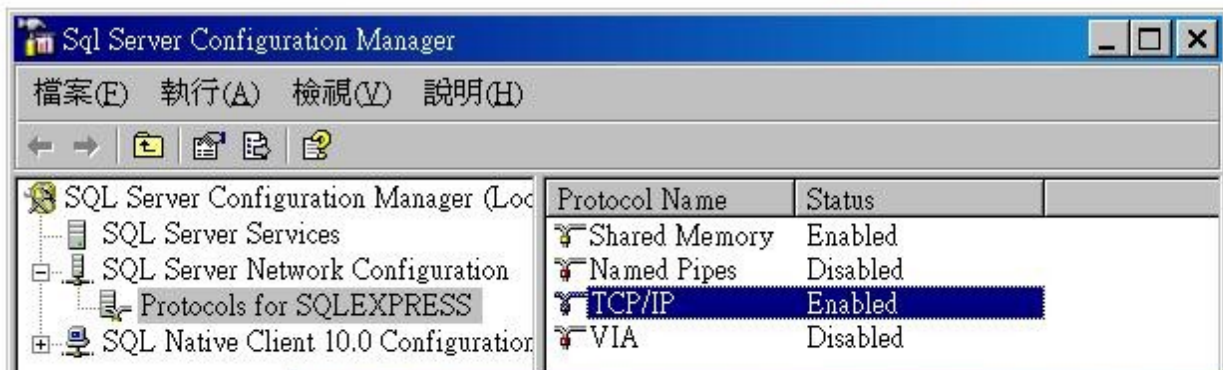 Sql Server Configuration Manager
檔案(F) 執行(A) 檢視(V) 說明(H)
SQL Server Configuration Manager (Loc
SQL Server Services
SQL Server Network Configuration
Protocols for SQLEXPRESS
SQL Native Client 10.0 Configuration
Protocol Name Status
Shared Memory Enabled
Named Pipes Disabled
TCP/IP Enabled
VIA Disabled